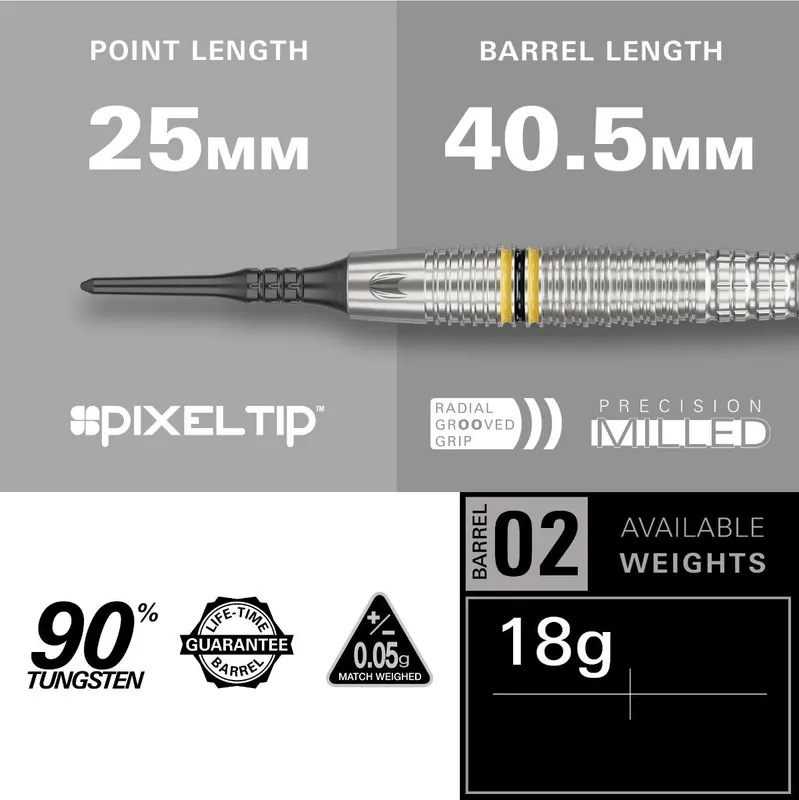 POINT LENGTH
25MM
BARREL LENGTH
40.5MM
PIXELTIP™
RADIAL
GROOVED
GRIP
PRECISION
MILLED
90%
TUNGSTEN
LIFE-TIME
GUARANTEE
BARREL
+/-
0.05g
MATCH WEIGHED
BARREL
02
AVAILABLE
WEIGHTS
18g